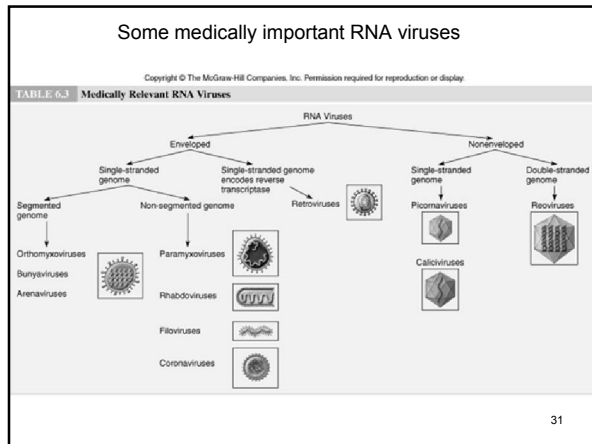 Some medically important RNA viruses
Copyright © The McGraw-Hill Companies, Inc. Permission required for reproduction or display.
TABLE 6.3 Medically Relevant RNA Viruses
RNA Viruses
Enveloped
Nonenveloped
Single-stranded
genome
Single-stranded genome
encodes reverse
transcriptase
Single-stranded
genome
Double-stranded
genome
Segmented
genome
Non-segmented genome
Retroviruses
Picornaviruses
Reoviruses
Orthomyxoviruses
Bunyaviruses
Arenaviruses
Paramyxoviruses
Rhabdoviruses
Filoviruses
Coronaviruses
Caliciviruses
31